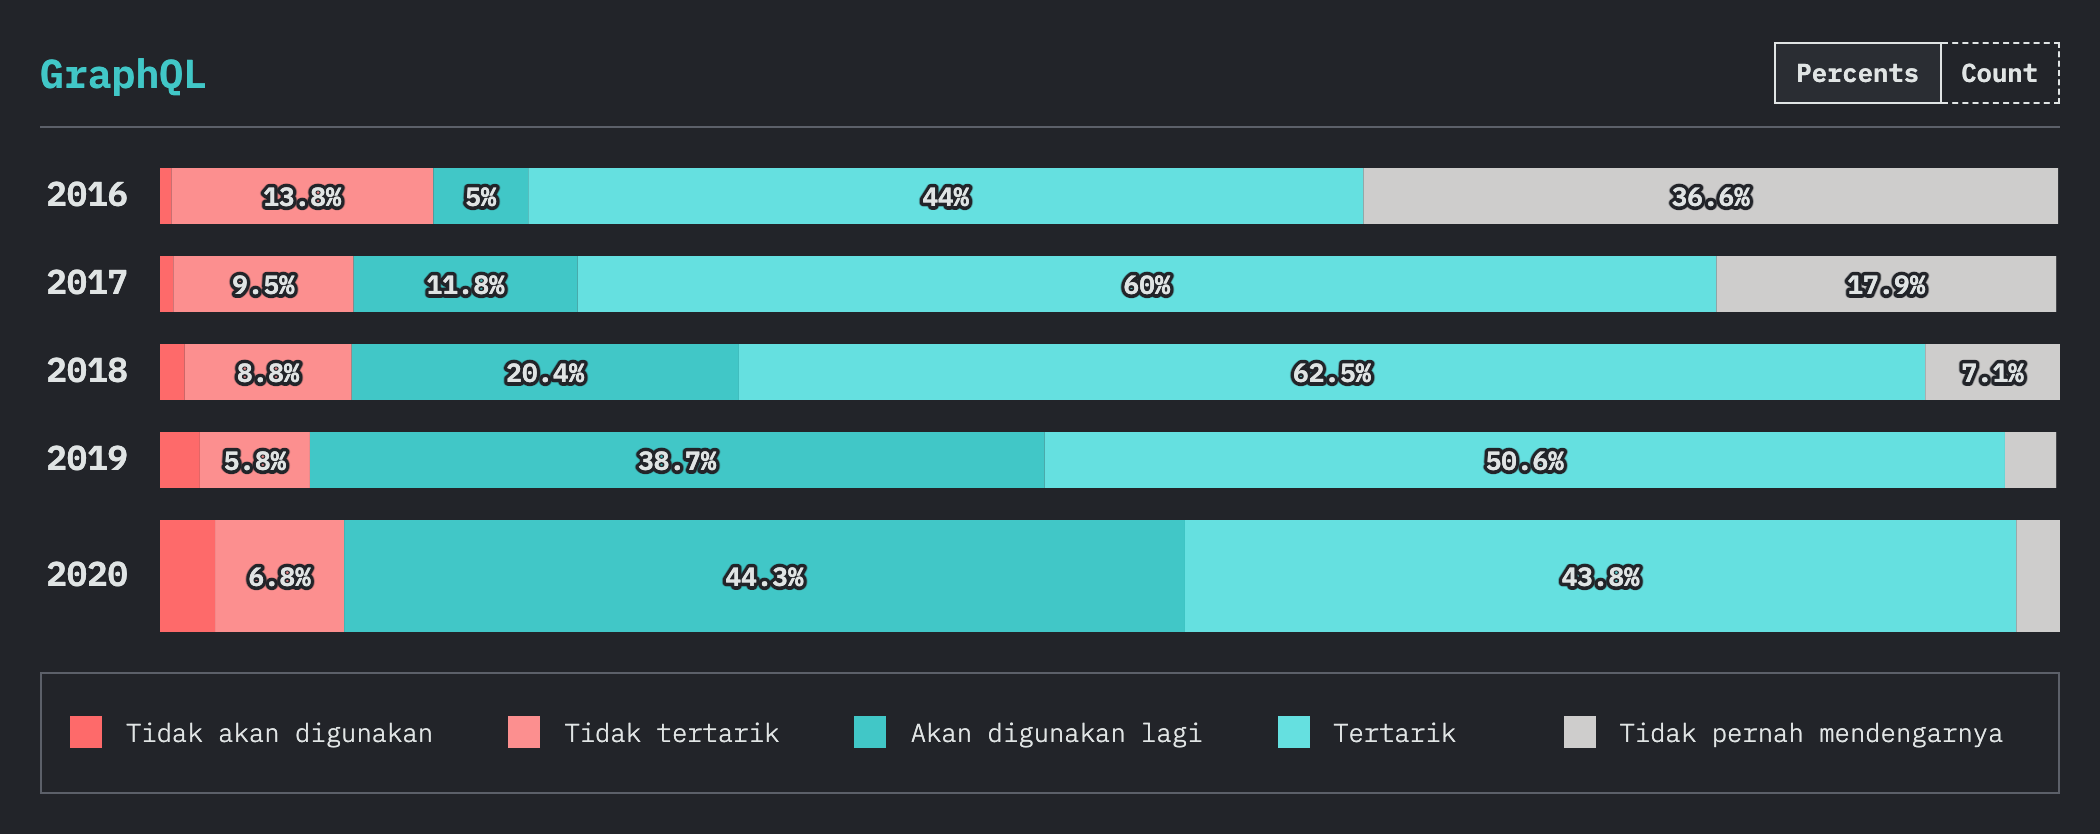 GraphQL
Percents Count
2016 13.8% 5% 44% 36.6%
2017 9.5% 11.8% 60% 17.9%
2018 8.8% 20.4% 62.5% 7.1%
2019 5.8% 38.7% 50.6%
2020 6.8% 44.3% 43.8%
Tidak akan digunakan Tidak tertarik Akan digunakan lagi Tertarik Tidak pernah mendengarnya